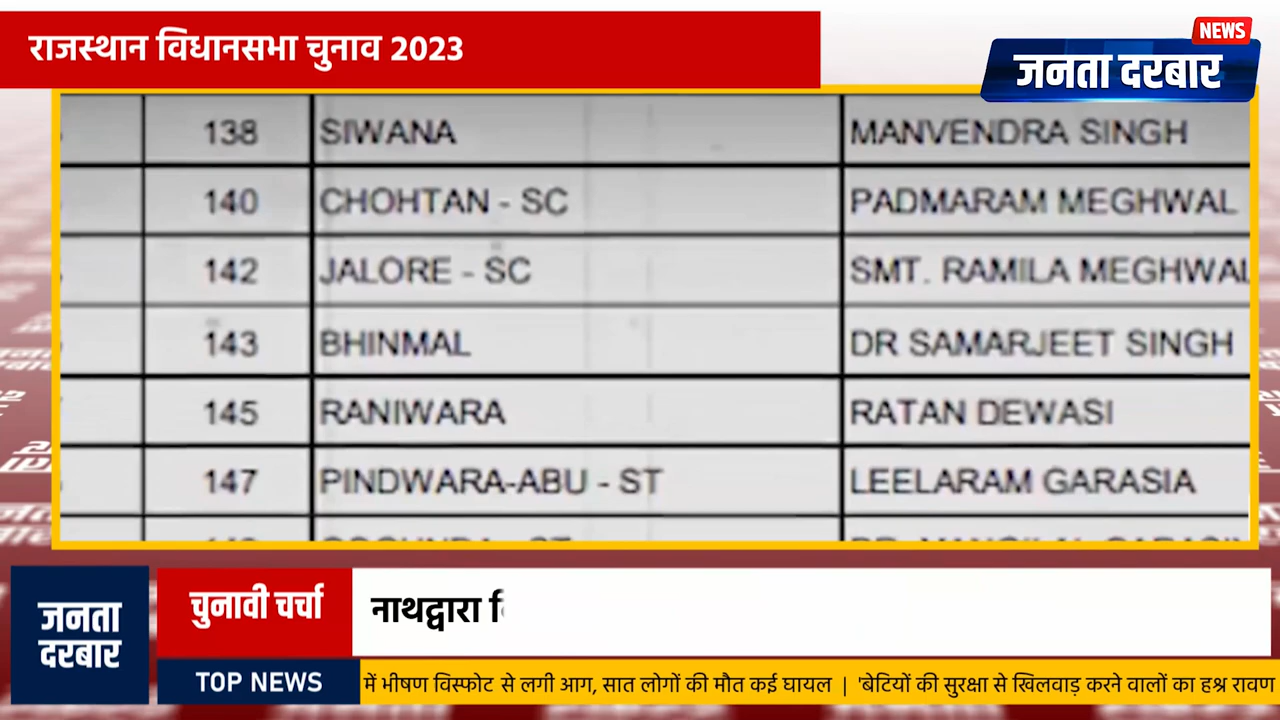 राजस्थान विधानसभा चुनाव 2023
NEWS
जनता दरबार
138 SIWANA MANVENDRA SINGH
140 CHOHTAN - SC PADMARAM MEGHWAL
142 JALORE - SC SMT. RAMILA MEGHWAL
143 BHINMAL DR SAMARJEET SINGH
145 RANIWARA RATAN DEWASI
147 PINDWARA-ABU - ST LEELARAM GARASIA
जनता
दरबार
चुनावी चर्चा
नाथद्वारा
TOP NEWS
में भीषण विस्फोट से लगी आग, सात लोगों की मौत कई घायल | 'बेटियों की सुरक्षा से खिलवाड़ करने वालों का हश्र रावण